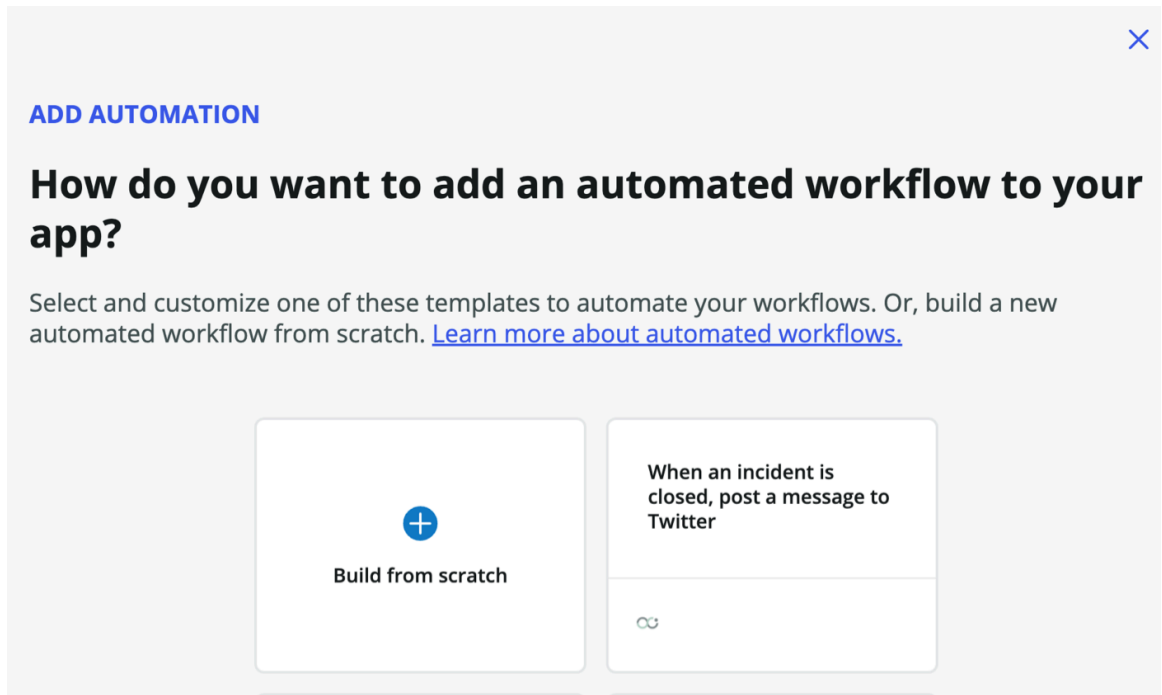 ADD AUTOMATION
How do you want to add an automated workflow to your
app?
Select and customize one of these templates to automate your workflows. Or, build a new
automated workflow from scratch. Learn more about automated workflows.
Build from scratch
When an incident is
closed, post a message to
Twitter